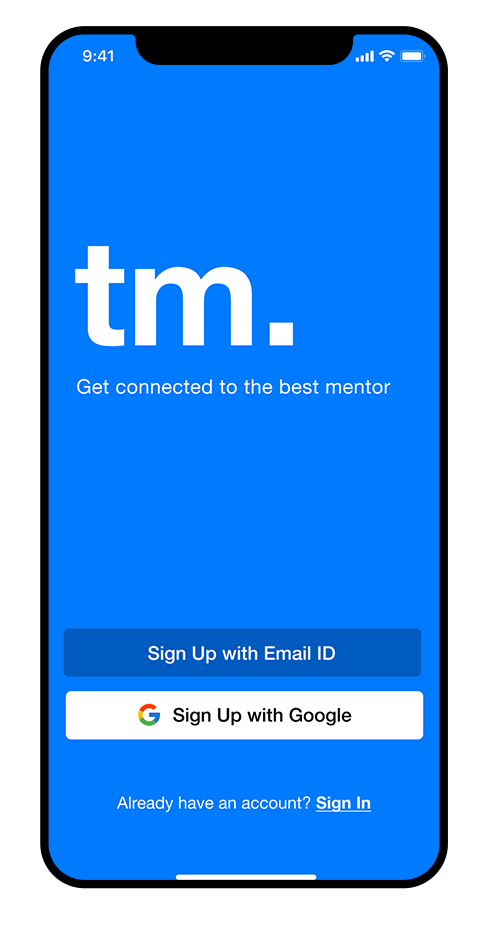 9:41
tm.
Get connected to the best mentor
Sign Up with Email ID
Sign Up with Google
Already have an account? Sign In